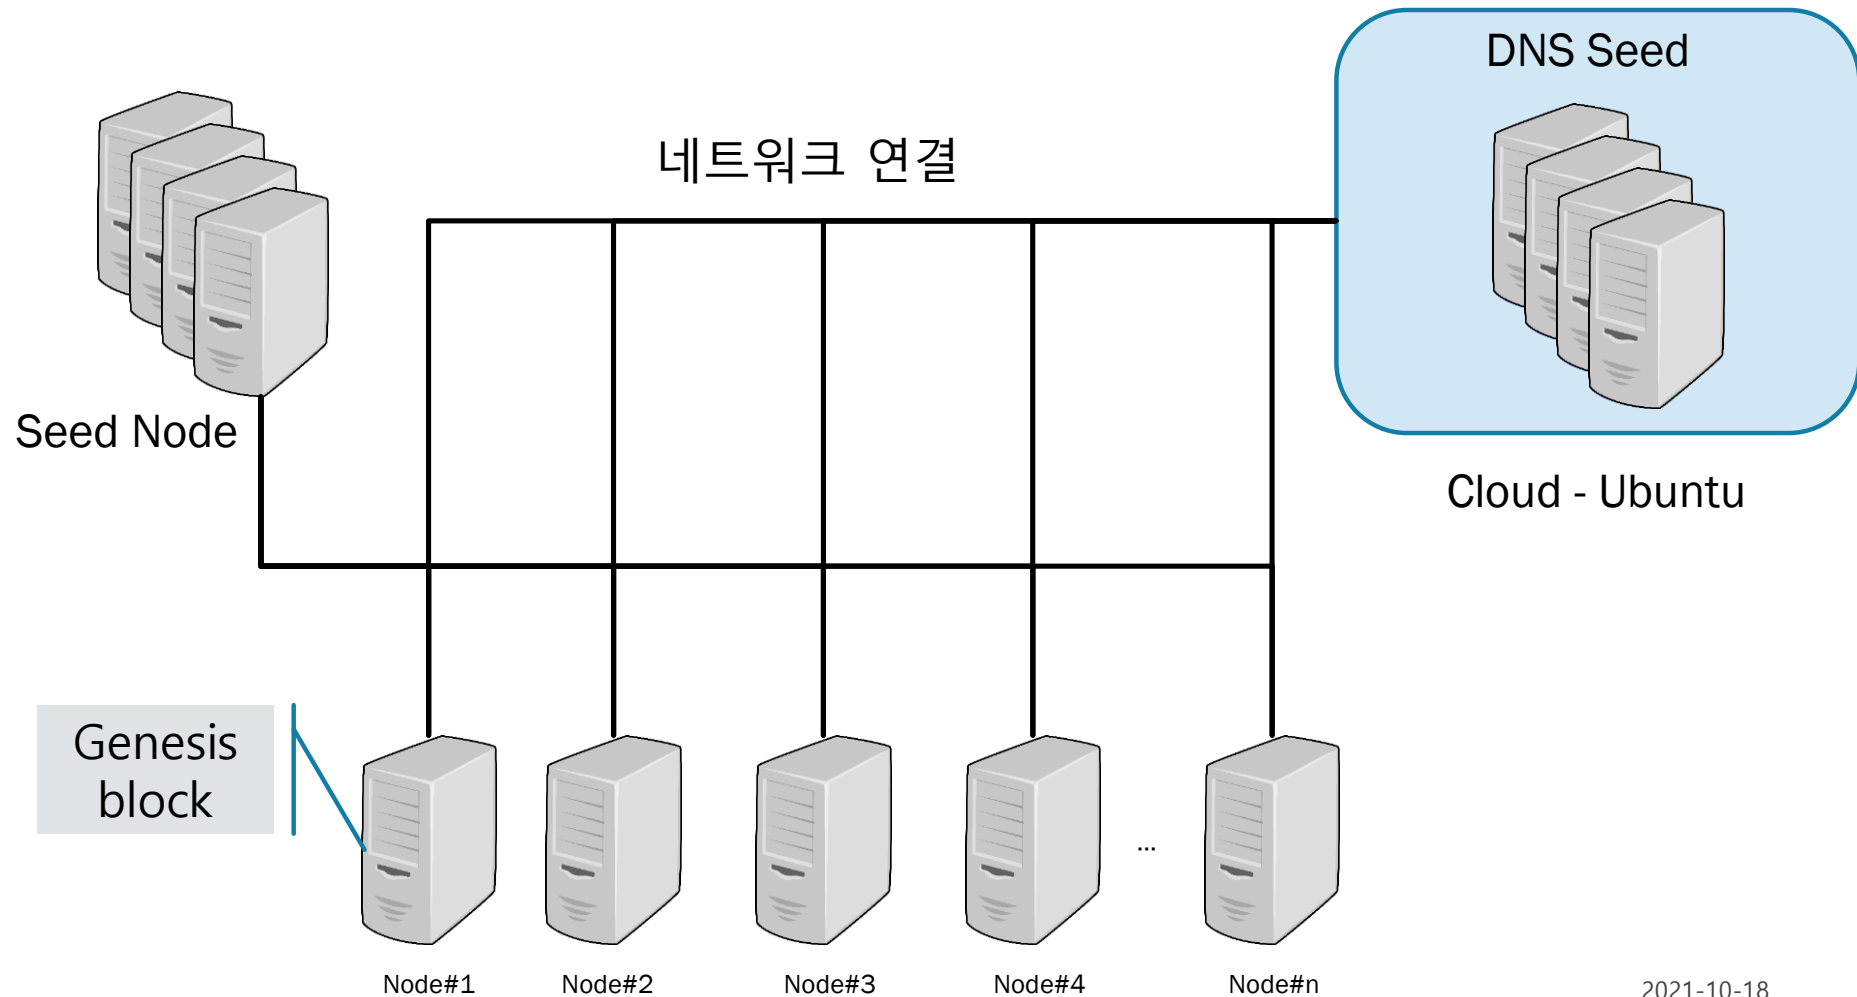 DNS Seed
네트워크 연결
Seed Node
Cloud - Ubuntu
Genesis
block
...
Node#1
Node#2
Node#3
Node#4
Node#n
2021-10-18